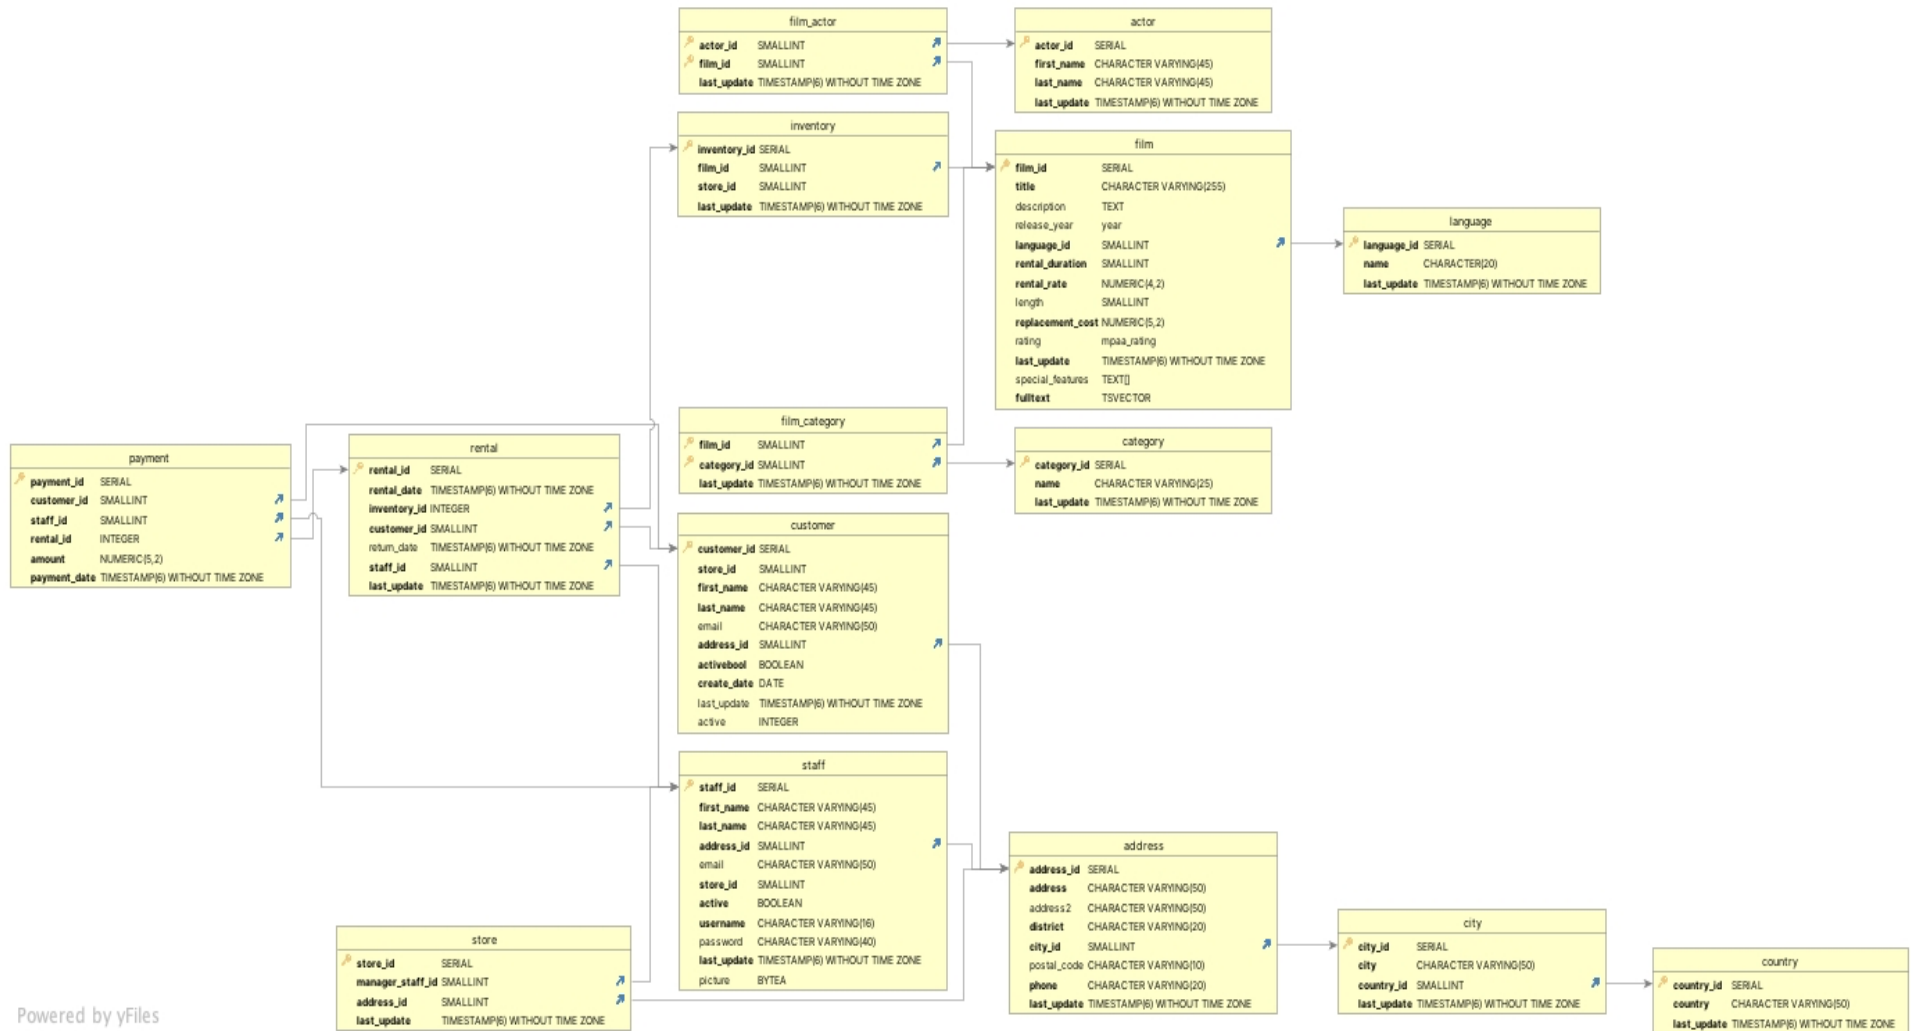 film_actor
actor_id SMALLINT
film_id SMALLINT
last_update TIMESTAMP(6) WITHOUT TIME ZONE
actor
actor_id SERIAL
first_name CHARACTER VARYING(45)
last_name CHARACTER VARYING(45)
last_update TIMESTAMP(6) WITHOUT TIME ZONE
inventory
inventory_id SERIAL
film_id SMALLINT
store_id SMALLINT
last_update TIMESTAMP(6) WITHOUT TIME ZONE
film
film_id SERIAL
title CHARACTER VARYING(255)
description TEXT
release_year year
language_id SMALLINT
rental_duration SMALLINT
rental_rate NUMERIC(4,2)
length SMALLINT
replacement_cost NUMERIC(5,2)
rating mpaa_rating
last_update TIMESTAMP(6) WITHOUT TIME ZONE
special_features TEXT[]
fulltext TSVECTOR
language
language_id SERIAL
name CHARACTER(20)
last_update TIMESTAMP(6) WITHOUT TIME ZONE
film_category
film_id SMALLINT
category_id SMALLINT
last_update TIMESTAMP(6) WITHOUT TIME ZONE
category
category_id SERIAL
name CHARACTER VARYING(25)
last_update TIMESTAMP(6) WITHOUT TIME ZONE
payment
payment_id SERIAL
customer_id SMALLINT
staff_id SMALLINT
rental_id INTEGER
amount NUMERIC(5,2)
payment_date TIMESTAMP(6) WITHOUT TIME ZONE
rental
rental_id SERIAL
rental_date TIMESTAMP(6) WITHOUT TIME ZONE
inventory_id INTEGER
customer_id SMALLINT
return_date TIMESTAMP(6) WITHOUT TIME ZONE
staff_id SMALLINT
last_update TIMESTAMP(6) WITHOUT TIME ZONE
customer
customer_id SERIAL
store_id SMALLINT
first_name CHARACTER VARYING(45)
last_name CHARACTER VARYING(45)
email CHARACTER VARYING(50)
address_id SMALLINT
activebool BOOLEAN
create_date DATE
last_update TIMESTAMP(6) WITHOUT TIME ZONE
active INTEGER
staff
staff_id SERIAL
first_name CHARACTER VARYING(45)
last_name CHARACTER VARYING(45)
address_id SMALLINT
email CHARACTER VARYING(50)
store_id SMALLINT
active BOOLEAN
username CHARACTER VARYING(16)
password CHARACTER VARYING(40)
last_update TIMESTAMP(6) WITHOUT TIME ZONE
picture BYTEA
store
store_id SERIAL
manager_staff_id SMALLINT
address_id SMALLINT
last_update TIMESTAMP(6) WITHOUT TIME ZONE
address
address_id SERIAL
address CHARACTER VARYING(50)
address2 CHARACTER VARYING(50)
district CHARACTER VARYING(20)
city_id SMALLINT
postal_code CHARACTER VARYING(10)
phone CHARACTER VARYING(20)
last_update TIMESTAMP(6) WITHOUT TIME ZONE
city
city_id SERIAL
city CHARACTER VARYING(50)
country_id SMALLINT
last_update TIMESTAMP(6) WITHOUT TIME ZONE
country
country_id SERIAL
country CHARACTER VARYING(50)
last_update TIMESTAMP(6) WITHOUT TIME ZONE
Powered by yFiles